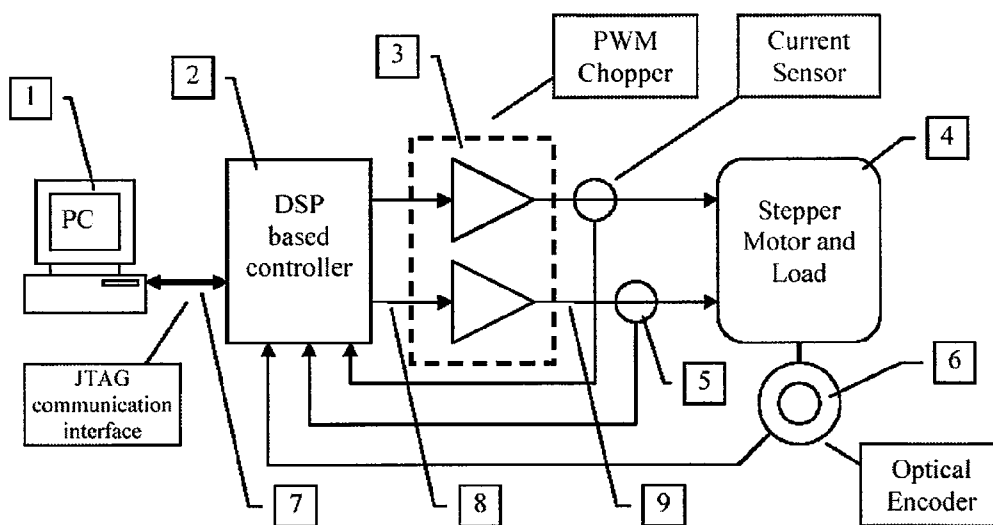 PWM
Chopper
Current
Sensor
1
2
3
4
PC
DSP
based
controller
Stepper
Motor and
Load
JTAG
communication
interface
5
6
7
8
9
Optical
Encoder